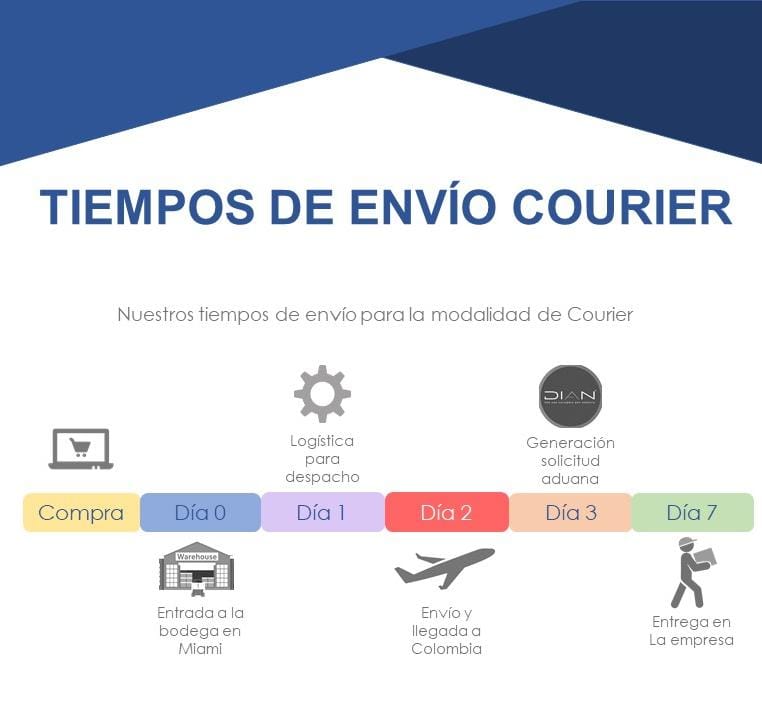 TIEMPOS DE ENVÍO COURIER
Nuestros tiempos de envío para la modalidad de Courier
DIAN
Logística
para
despacho
Generación
solicitud
aduana
Compra
Día 0
Día 1
Día 2
Día 3
Día 7
Warehouse
Entrada a la
bodega en
Miami
Envío y
llegada a
Colombia
Entrega en
La empresa